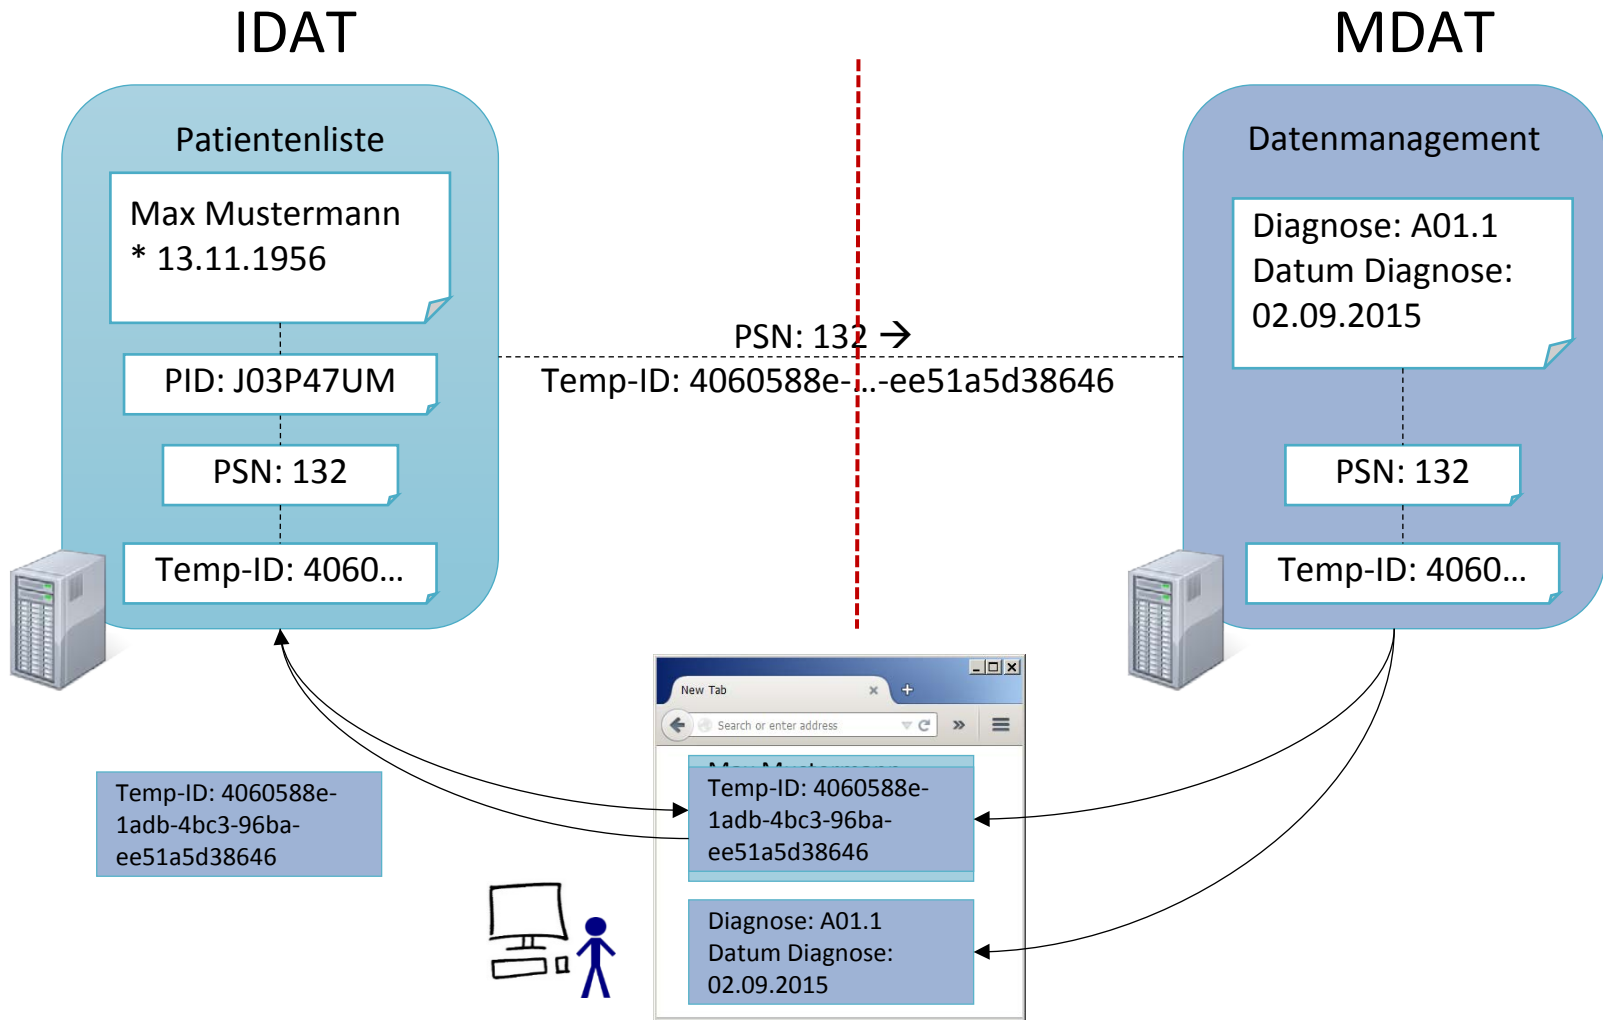 IDAT
MDAT
Patientenliste
Max Mustermann
* 13.11.1956
PID: J03P47UM
PSN: 132
Temp-ID: 4060...
PSN: 132 →
Temp-ID: 4060588e-...-ee51a5d38646
Datenmanagement
Diagnose: A01.1
Datum Diagnose:
02.09.2015
PSN: 132
Temp-ID: 4060...
New Tab
Search or enter address
Temp-ID: 4060588e-
1adb-4bc3-96ba-
ee51a5d38646
Max Mustermann
Temp-ID: 4060588e-
1adb-4bc3-96ba-
ee51a5d38646
Diagnose: A01.1
Datum Diagnose:
02.09.2015